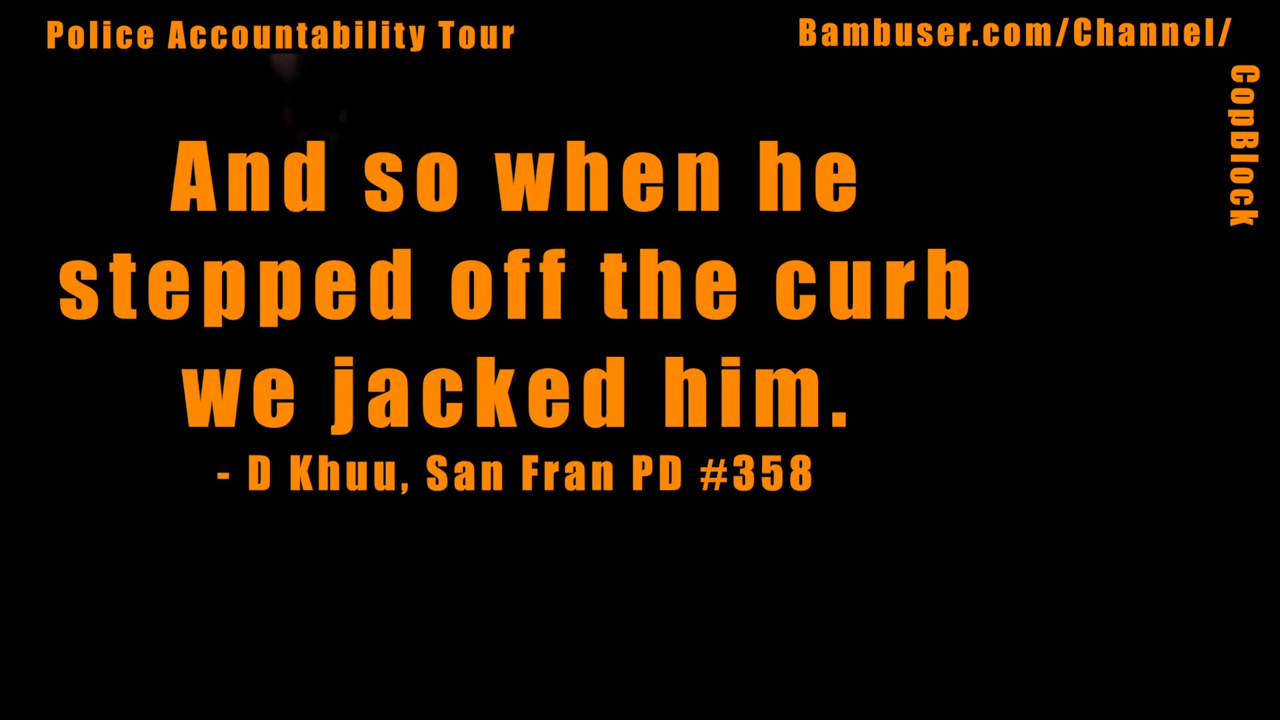 Police Accountability Tour
Bambuser.com/Channel/
CopBlock
And so when he
stepped off the curb
we jacked him.
- D Khuu, San Fran PD #358